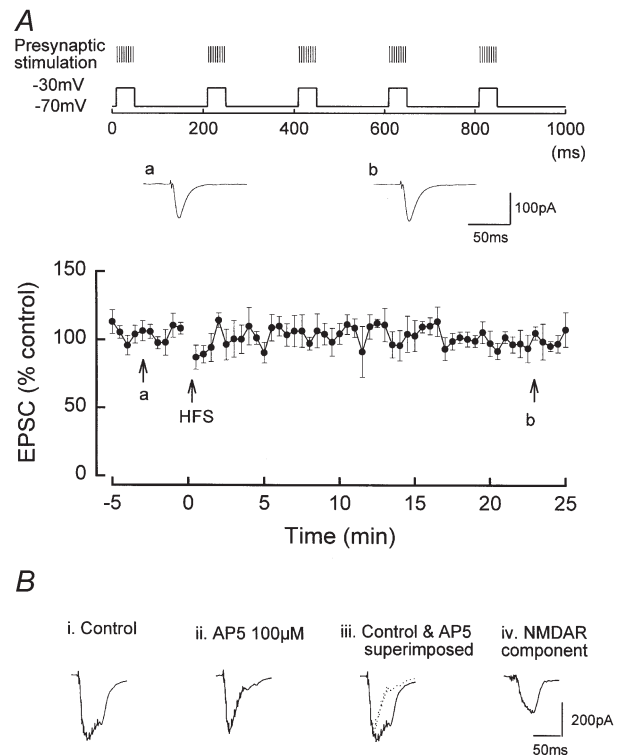 A
Presynaptic
stimulation
-30mV
-70mV
0 200 400 600 800 1000
(ms)
a
b
100pA
50ms
150
100
50
0
EPSC (% control)
a
HFS
b
-5 0 5 10 15 20 25
Time (min)
B
i. Control
ii. AP5 100µM
iii. Control & AP5
superimposed
iv. NMDAR
component
200pA
50ms